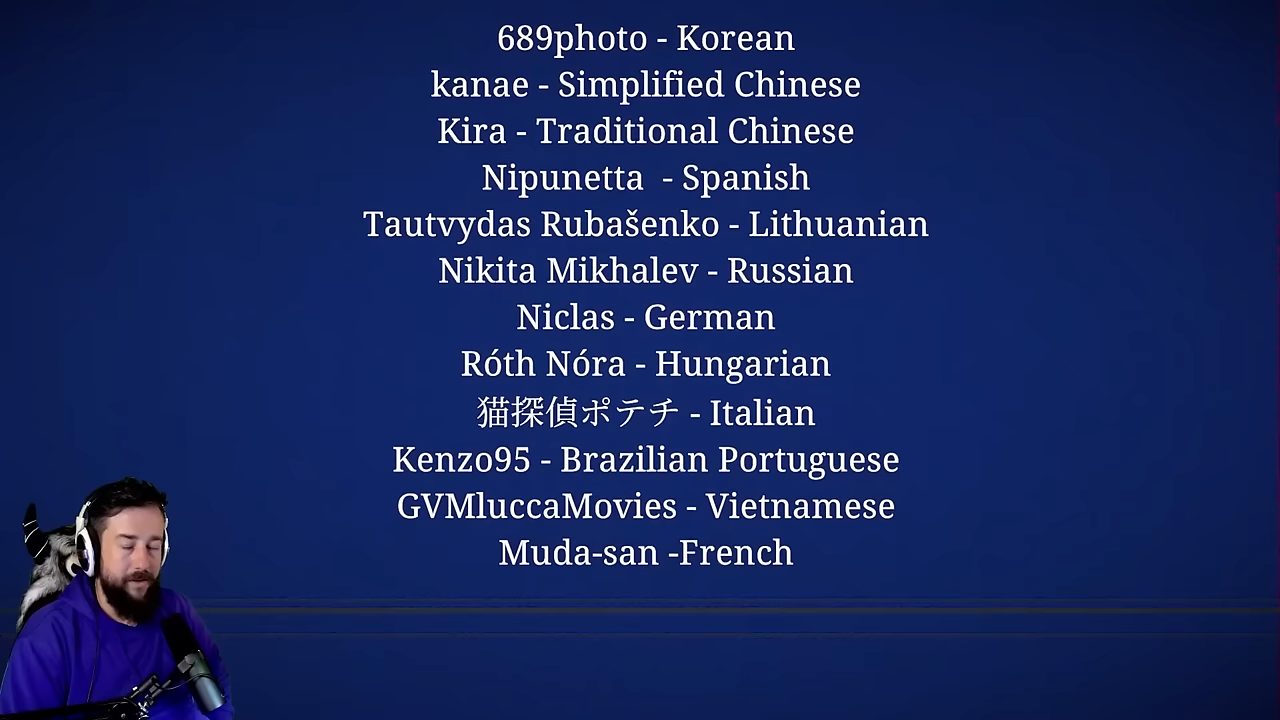 689photo - Korean
kanae - Simplified Chinese
Kira - Traditional Chinese
Nipunetta  - Spanish
Tautvydas Rubašenko - Lithuanian
Nikita Mikhalev - Russian
Niclas - German
Róth Nóra - Hungarian
猫探偵ポテチ - Italian
Kenzo95 - Brazilian Portuguese
GVMluccaMovies - Vietnamese
Muda-san -French